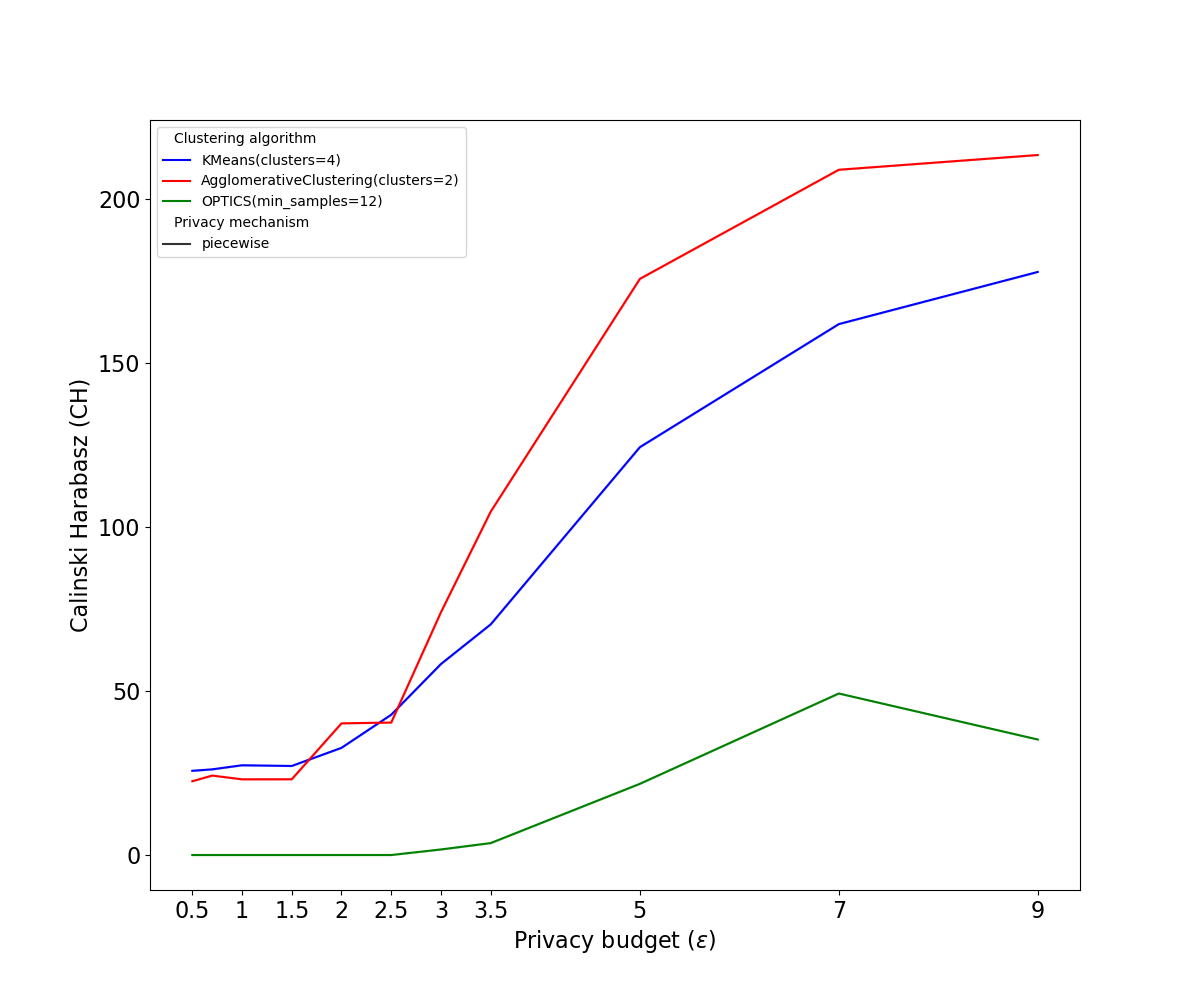 Clustering algorithm
KMeans(clusters=4)
AgglomerativeClustering(clusters=2)
OPTICS(min_samples=12)
Privacy mechanism
piecewise
Calinski Harabasz (CH)
200
150
100
50
0
0.5 1 1.5 2 2.5 3 3.5 5 7 9
Privacy budget (ε)